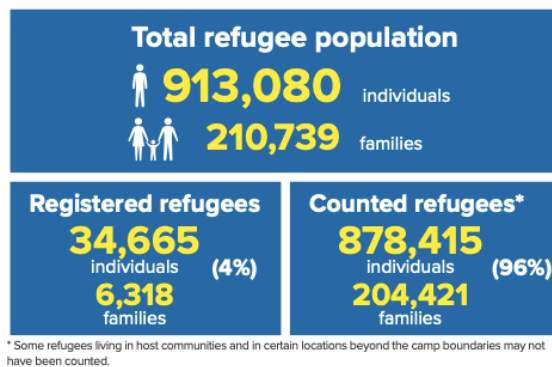 Total refugee population
913,080 individuals
210,739 families
Registered refugees
34,665
individuals (4%)
6,318
families
Counted refugees*
878,415
individuals (96%)
204,421
families
* Some refugees living in host communities and in certain locations beyond the camp boundaries may not
have been counted.